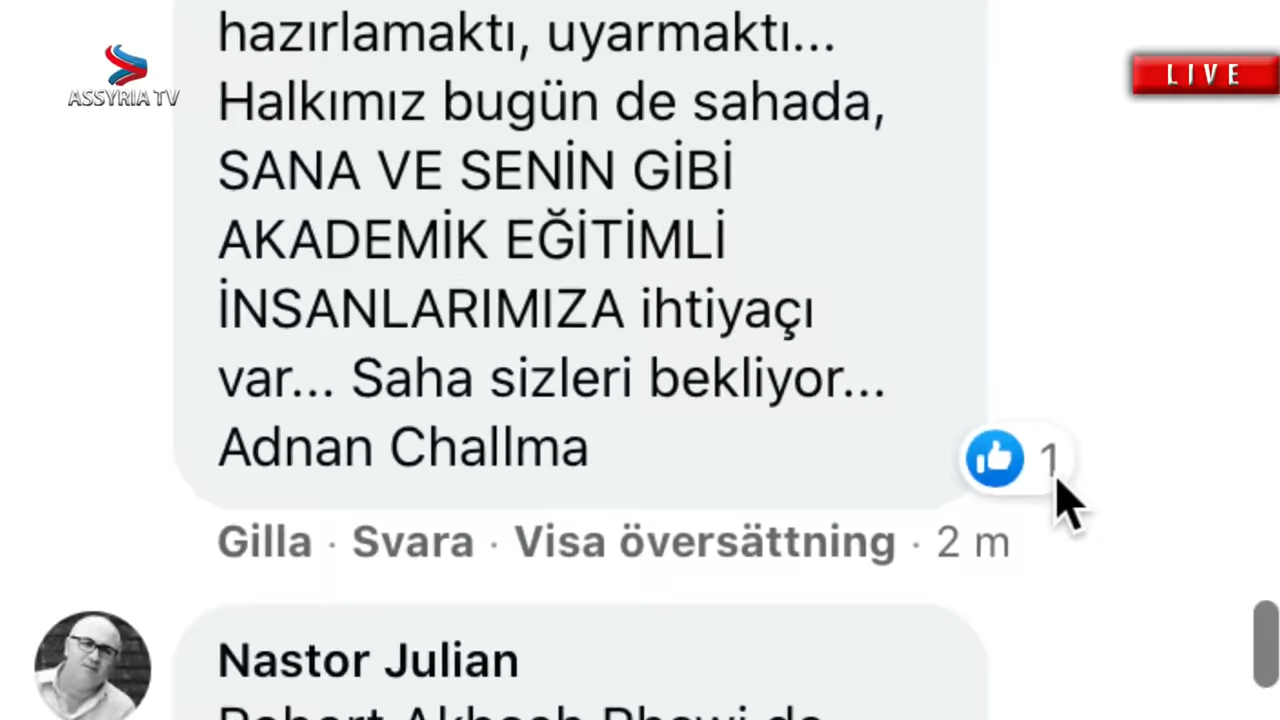 hazırlamaktı, uyarmaktı...
ASSYRIA TV
LIVE
Halkımız bugün de sahada,
SANA VE SENİN GİBİ
AKADEMİK EĞİTİMLİ
İNSANLARIMIZA ihtiyaçı
var... Saha sizleri bekliyor...
Adnan Challma
1
Gilla · Svara · Visa översättning · 2 m
Nastor Julian